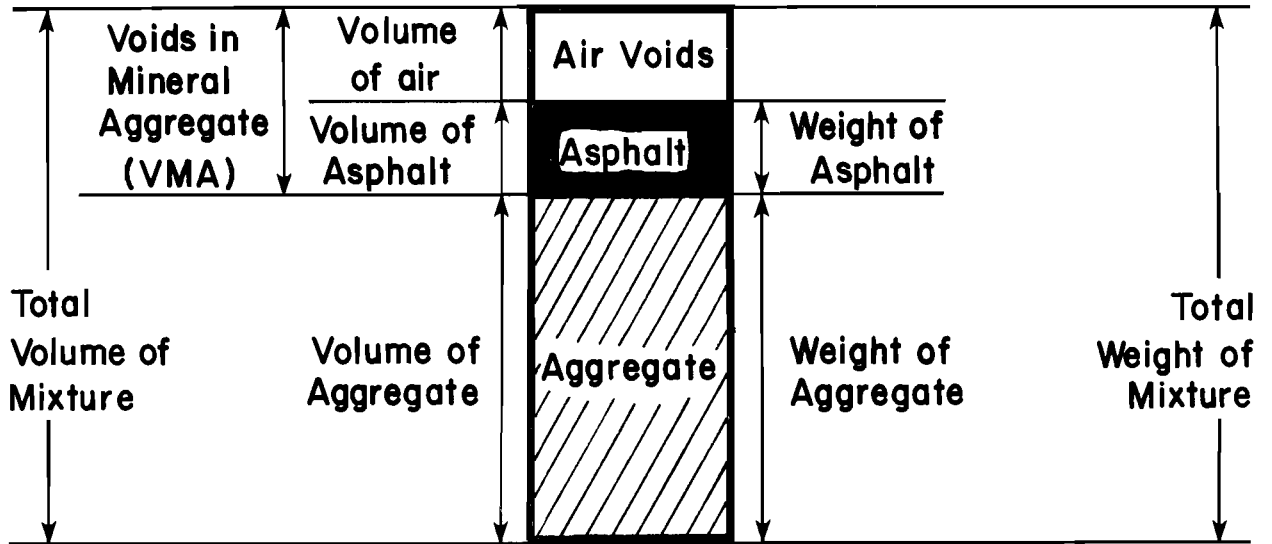 Voids in
Mineral
Aggregate
(VMA)
Volume
of air
Air Voids
Volume of
Asphalt
Asphalt
Weight of
Asphalt
Total
Volume of
Mixture
Volume of
Aggregate
Aggregate
Weight of
Aggregate
Total
Weight of
Mixture